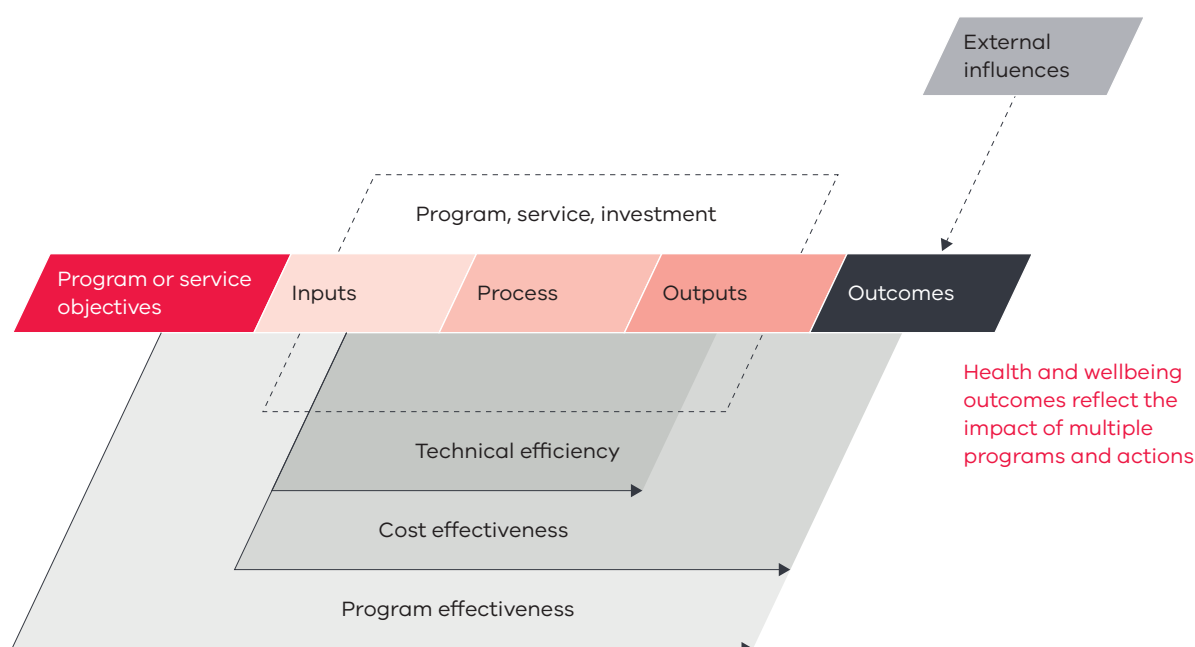 External
influences
Program, service, investment
Program or service
objectives
Inputs
Process
Outputs
Outcomes
Health and wellbeing
outcomes reflect the
impact of multiple
programs and actions
Technical efficiency
Cost effectiveness
Program effectiveness